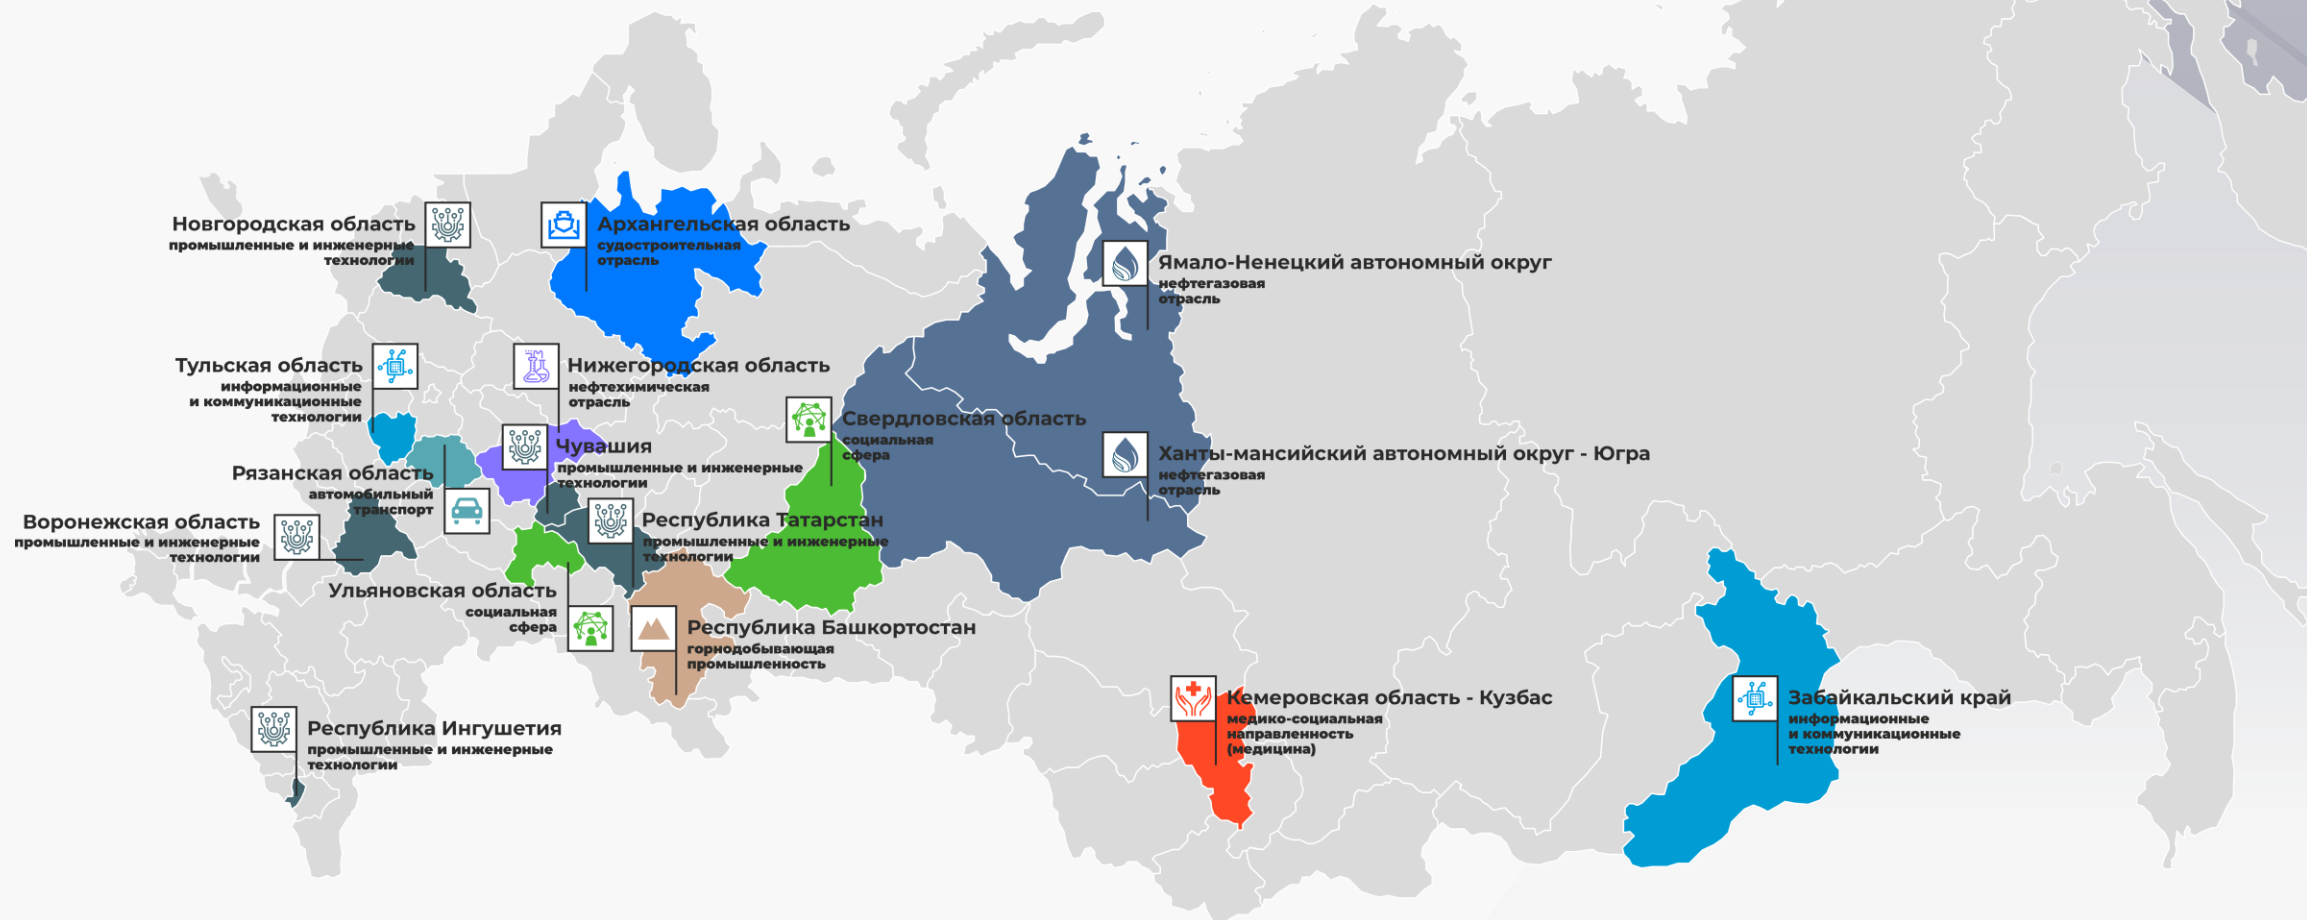 Новгородская область
промышленные и инженерные
технологии
Архангельская область
судостроительная
отрасль
Ямало-Ненецкий автономный округ
нефтегазовая
отрасль
Тульская область
информационные
и коммуникационные
технологии
Нижегородская область
нефтехимическая
отрасль
Свердловская область
социальная
сфера
Чувашия
промышленные и инженерные
технологии
Ханты-мансийский автономный округ - Югра
нефтегазовая
отрасль
Рязанская область
автомобильный
транспорт
Воронежская область
промышленные и инженерные
технологии
Республика Татарстан
промышленные и инженерные
технологии
Ульяновская область
социальная
сфера
Республика Башкортостан
горнодобывающая
промышленность
Кемеровская область - Кузбас
медико-социальная
направленность
(медицина)
Забайкальский край
информационные
и коммуникационные
технологии
Республика Ингушетия
промышленные и инженерные
технологии